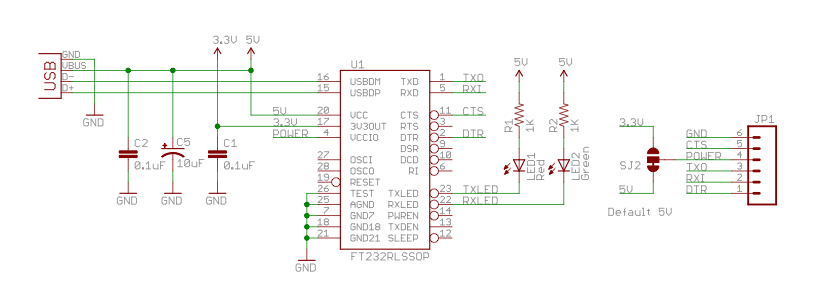 3.3V 5V
USB
GND
VBUS
D-
D+
GND
C2
0.1uF
GND
C5
10uF
GND
C1
0.1uF
GND
5V
3.3V
POWER
U1
16 USBDM TXD 1 TXO
15 USBDP RXD 5 RXI
20 VCC CTS 11 CTS
17 3V3OUT RTS 3
4 VCCIO DTR 2 DTR
DSR 9
27 OSCI DCD 10
28 OSCO RI 6
19 RESET
26 TEST TXLED 23 TXLED
25 AGND RXLED 22 RXLED
7 GND7 PWREN 14
18 GND18 TXDEN 13
21 GND21 SLEEP 12
FT232RLSSOP
GND
5V 5V
R1
1K
R2
1K
LED1
Red
LED2
Green
3.3V
SJ2
5V
Default 5V
JP1
GND 6
CTS 5
POWER 4
TXO 3
RXI 2
DTR 1